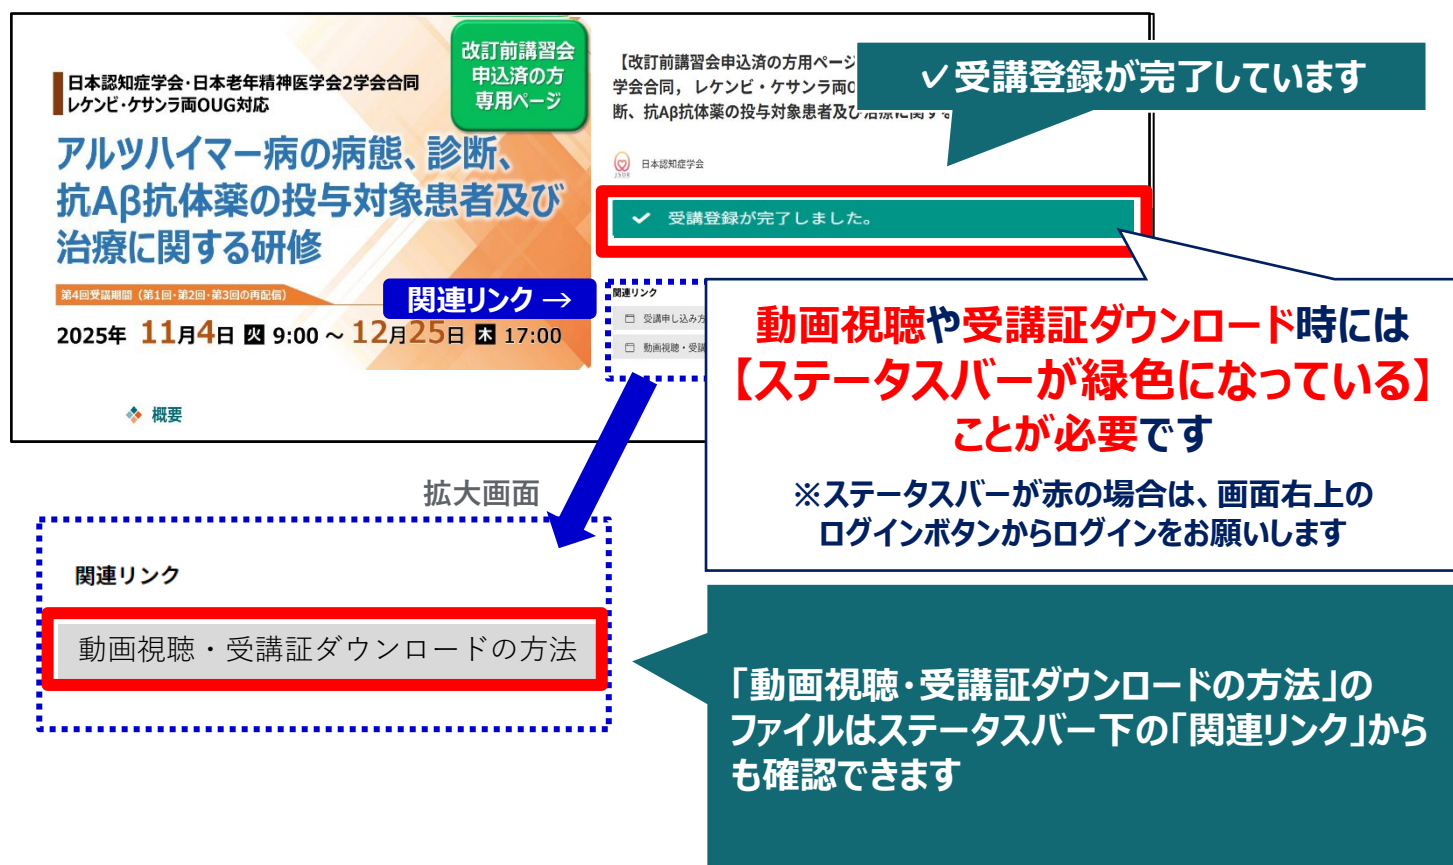 改訂前講習会
申込済の方
専用ページ
日本認知症学会・日本老年精神医学会2学会合同
レケンビ・ケサンラ両OUG対応
アルツハイマー病の病態、診断、
抗Aβ抗体薬の投与対象患者及び
治療に関する研修
第4回受講期間（第1回・第2回・第3回の再配信）
2025年 11月4日 火 9:00 ～ 12月25日 木 17:00
概要
【改訂前講習会申込済の方用ページ
学会合同，レケンビ・ケサンラ両O
断、抗Aβ抗体薬の投与対象患者及び治療に関する
日本認知症学会
✓受講登録が完了しています
✓ 受講登録が完了しました。
関連リンク →
関連リンク
受講申し込み方
動画視聴・受講
動画視聴や受講証ダウンロード時には
【ステータスバーが緑色になっている】
ことが必要です
※ステータスバーが赤の場合は、画面右上の
ログインボタンからログインをお願いします
拡大画面
関連リンク
動画視聴・受講証ダウンロードの方法
「動画視聴・受講証ダウンロードの方法」の
ファイルはステータスバー下の「関連リンク」から
も確認できます